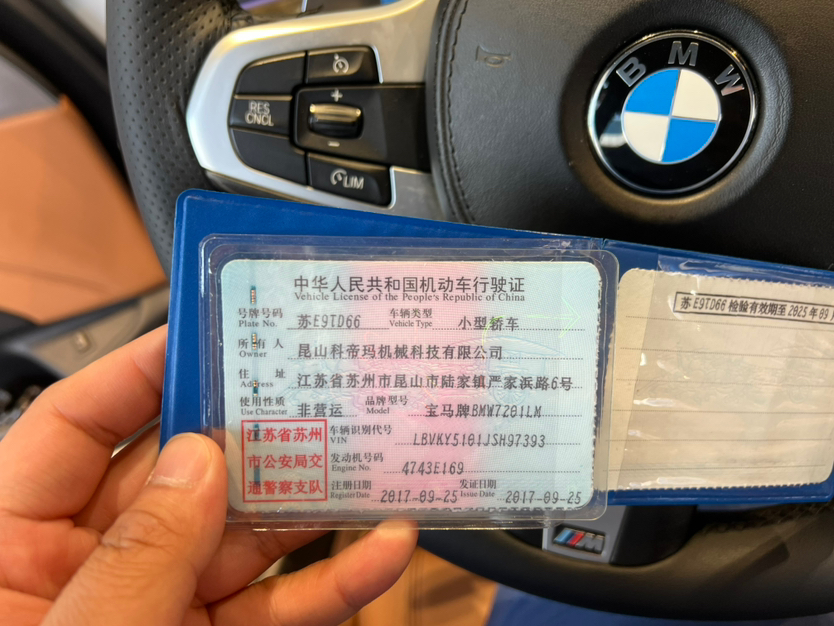 BMW
RES
CNCL
+
−
LIM
中华人民共和国机动车行驶证
Vehicle License of the People's Republic of China
号牌号码 苏E9TD66 车辆类型 小型轿车
Plate No. Vehicle Type
所有人 昆山科帝玛机械科技有限公司
Owner
住址 江苏省苏州市昆山市陆家镇严家浜路6号
Address
使用性质 非营运 品牌型号 宝马牌BMW7201LM
Use Character Model
江苏省苏州
市公安局交
通警察支队
车辆识别代号 LBVKY5101JSH97393
VIN
发动机号码 4743E169
Engine No.
注册日期 2017-09-25 发证日期 2017-09-25
Register Date Issue Date
苏E9TD66 检验有效期至 2025年09
M